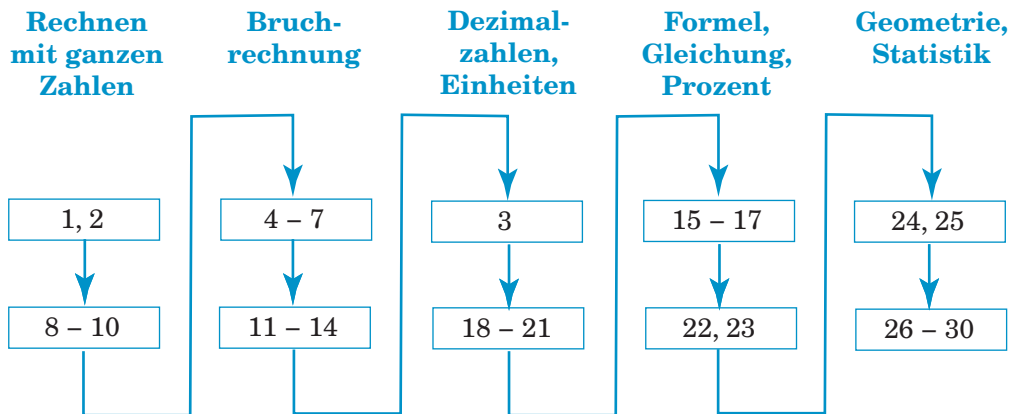 Rechnen
mit ganzen
Zahlen
Bruch-
rechnung
Dezimal-
zahlen,
Einheiten
Formel,
Gleichung,
Prozent
Geometrie,
Statistik
1, 2
4 – 7
3
15 – 17
24, 25
8 – 10
11 – 14
18 – 21
22, 23
26 – 30